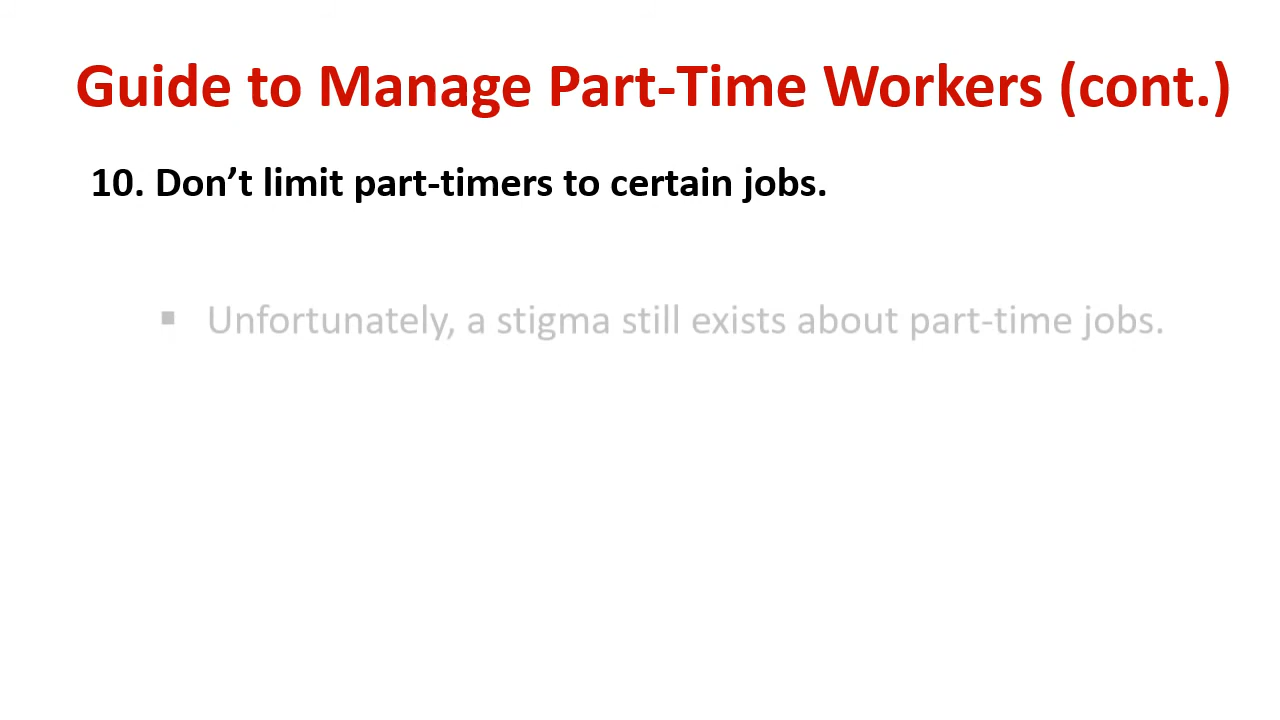 Guide to Manage Part-Time Workers (cont.)
10. Don’t limit part-timers to certain jobs.
▪ Unfortunately, a stigma still exists about part-time jobs.